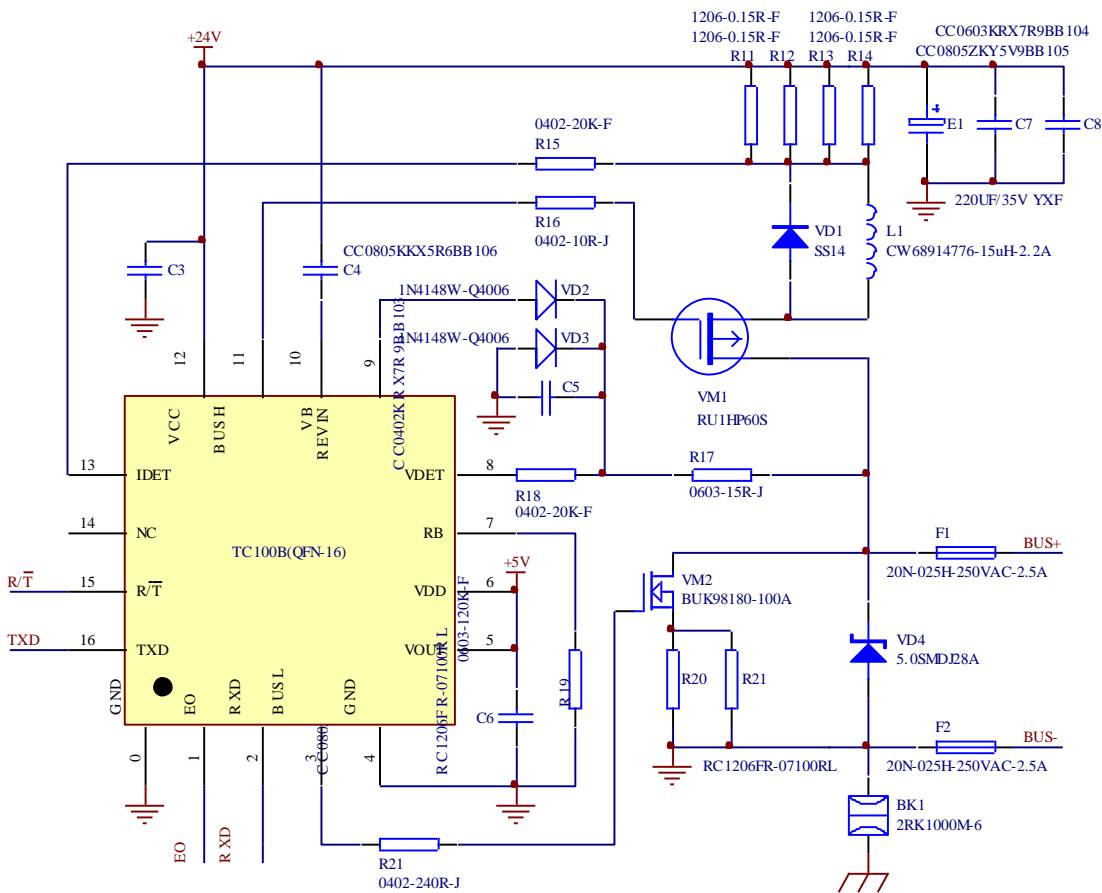 1206-0.15R-F 1206-0.15R-F
1206-0.15R-F 1206-0.15R-F
R11 R12 R13 R14
CC0603KRX7R9BB104
CC0805ZKY5V9BB105
+24V
E1
C7
C8
220UF/35V YXF
0402-20K-F
R15
R16
0402-10R-J
VD1
SS14
L1
CW68914776-15uH-2.2A
C3
CC0805KKX5R6BB106
C4
1N4148W-Q4006
VD2
1N4148W-Q4006
VD3
CC0402KRX7R9BB103
C5
VM1
RU1HP60S
12
11
10
9
VCC
BUSH
VB
REVIN
13
IDET
VDET
8
R17
0603-15R-J
R18
0402-20K-F
14
NC
RB
7
TC100B(QFN-16)
+5V
R/T̅
15
R/T̅
VDD
6
TXD
16
TXD
VOUT
5
0603-120K-F
RC1206FR-07100RL
VM2
BUK98180-100A
F1
BUS+
20N-025H-250VAC-2.5A
VD4
5.0SMDJ28A
R19
R20
R21
C6
GND
EO
RXD
BUSL
GND
0
1
2
3
4
F2
BUS-
RC1206FR-07100RL
20N-025H-250VAC-2.5A
BK1
2RK1000M-6
EO
RXD
R21
0402-240R-J